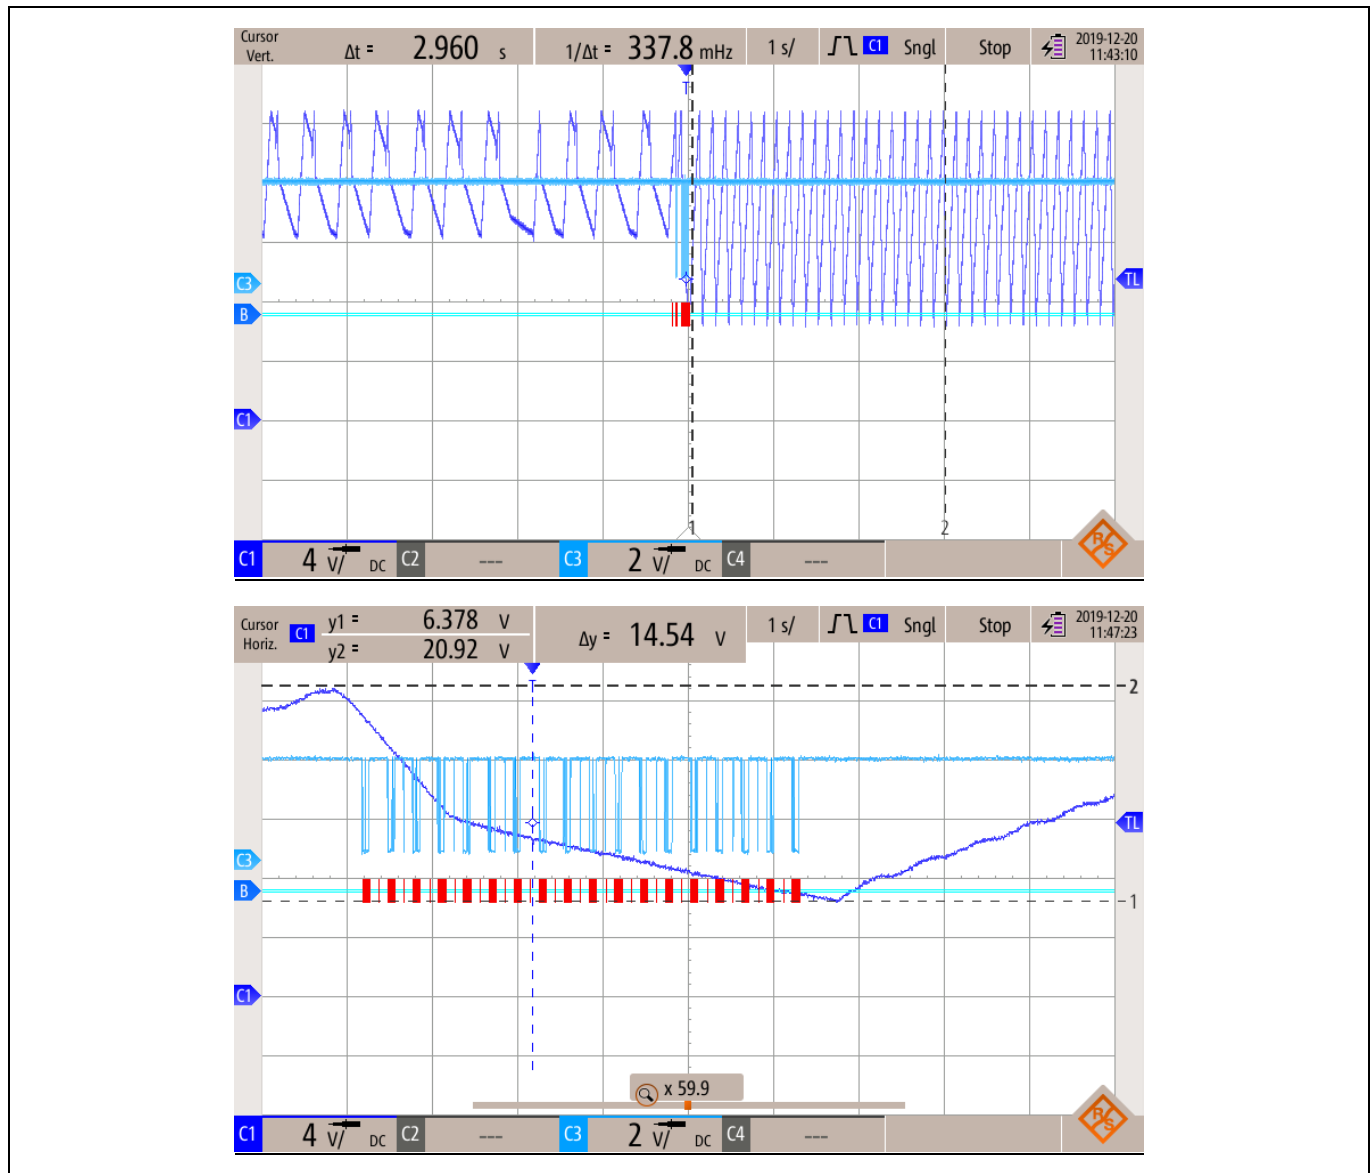 Cursor Vert. Δt = 2.960 s 1/Δt = 337.8 mHz 1 s/ C1 Sngl Stop 2019-12-20 11:43:10
T
C3
TL
B
C1
1 2
R&S
C1 4 V/ DC C2 --- C3 2 V/ DC C4 ---
Cursor Horiz. C1 y1 = 6.378 V Δy = 14.54 V 1 s/ C1 Sngl Stop 2019-12-20 11:47:23
y2 = 20.92 V
T
2
TL
C3
B
1
C1
x 59.9
R&S
C1 4 V/ DC C2 --- C3 2 V/ DC C4 ---